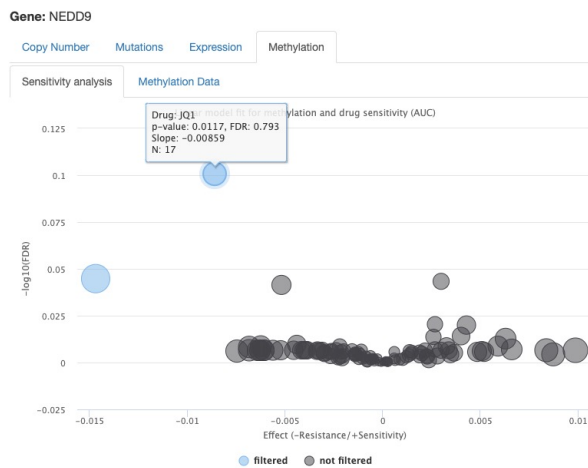 Gene: NEDD9
Copy Number Mutations Expression Methylation
Sensitivity analysis Methylation Data
model fit for methylation and drug sensitivity (AUC)
Drug: JQ1
p-value: 0.0117, FDR: 0.793
Slope: -0.00859
N: 17
0.125
0.1
0.075
0.05
0.025
0
-0.025
-log10(FDR)
-0.015 -0.01 -0.005 0 0.005 0.01
Effect (-Resistance/+Sensitivity)
filtered not filtered